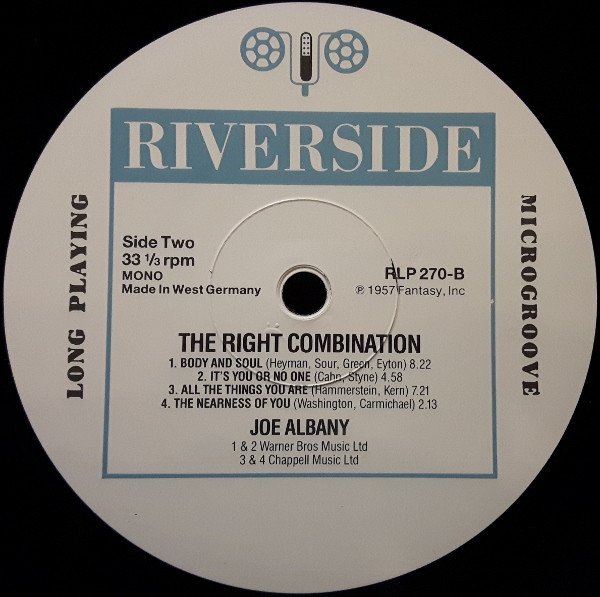 RIVERSIDE
LONG PLAYING
MICROGROOVE
Side Two
33 1/3 rpm
MONO
Made In West Germany
RLP 270-B
℗ 1957 Fantasy, Inc
THE RIGHT COMBINATION
1. BODY AND SOUL (Heyman, Sour, Green, Eyton) 8.22
2. IT'S YOU OR NO ONE (Cahn, Styne) 4.58
3. ALL THE THINGS YOU ARE (Hammerstein, Kern) 7.21
4. THE NEARNESS OF YOU (Washington, Carmichael) 2.13
JOE ALBANY
1 & 2 Warner Bros Music Ltd
3 & 4 Chappell Music Ltd